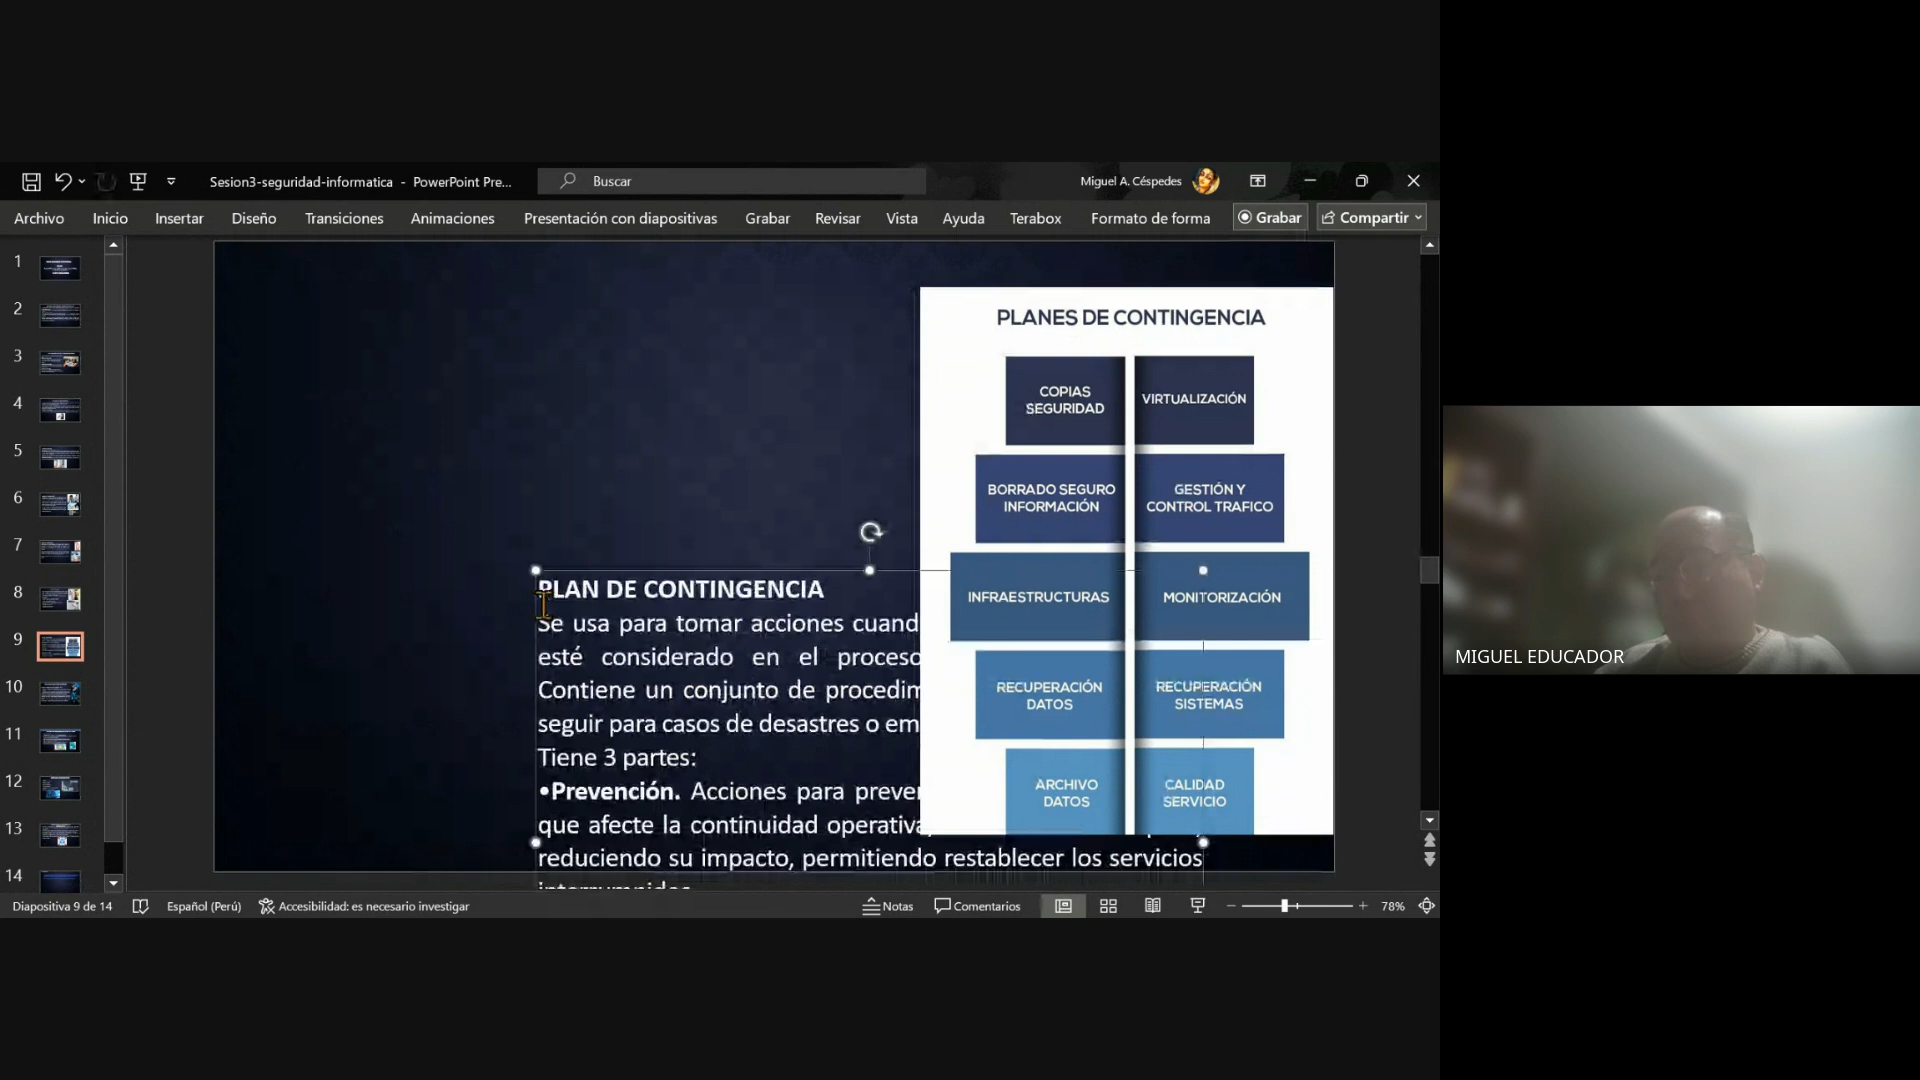 Sesion3-seguridad-informatica - PowerPoint Pre...
Buscar
Miguel A. Céspedes
Archivo Inicio Insertar Diseño Transiciones Animaciones Presentación con diapositivas Grabar Revisar Vista Ayuda Terabox Formato de forma Grabar Compartir
1
2
3
4
5
6
7
8
9
10
11
12
13
14
PLAN DE CONTINGENCIA
Se usa para tomar acciones cuand
esté considerado en el proceso
Contiene un conjunto de procedim
seguir para casos de desastres o em
Tiene 3 partes:
•Prevención. Acciones para preve
que afecte la continuidad operativa,
reduciendo su impacto, permitiendo restablecer los servicios
PLANES DE CONTINGENCIA
COPIAS
SEGURIDAD
VIRTUALIZACIÓN
BORRADO SEGURO
INFORMACIÓN
GESTIÓN Y
CONTROL TRAFICO
INFRAESTRUCTURAS
MONITORIZACIÓN
RECUPERACIÓN
DATOS
RECUPERACIÓN
SISTEMAS
ARCHIVO
DATOS
CALIDAD
SERVICIO
MIGUEL EDUCADOR
Diapositiva 9 de 14 Español (Perú) Accesibilidad: es necesario investigar Notas Comentarios 78%